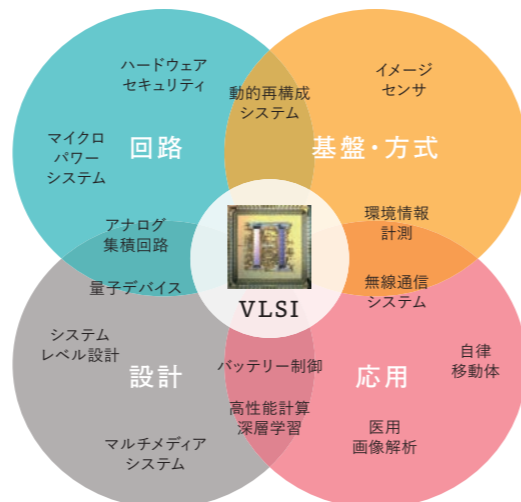 ハードウェア
セキュリティ
動的再構成
システム
イメージ
センサ
マイクロ
パワー
システム
回路
基盤・方式
アナログ
集積回路
環境情報
計測
量子デバイス
無線通信
システム
VLSI
システム
レベル設計
設計
バッテリー制御
応用
自律
移動体
高性能計算
深層学習
医用
画像解析
マルチメディア
システム